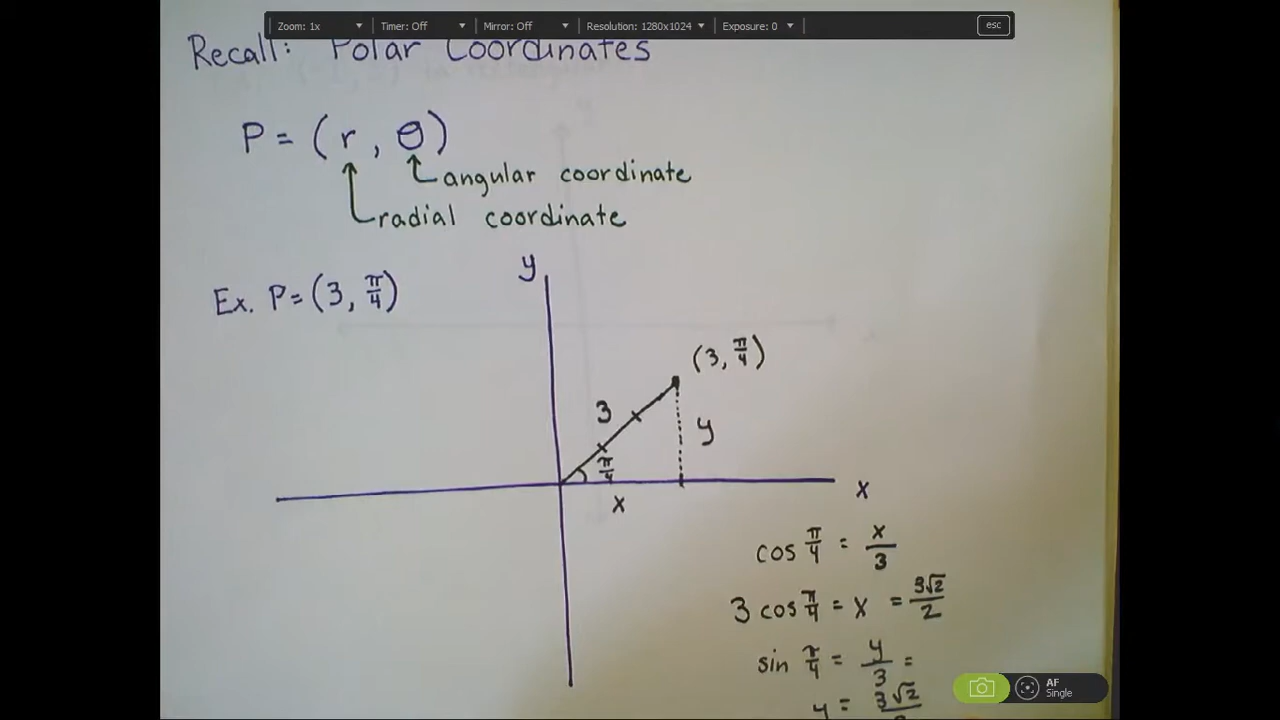 Zoom: 1x Timer: Off Mirror: Off Resolution: 1280x1024 Exposure: 0 esc
Recall: Polar Coordinates
P = (r, θ)
angular coordinate
radial coordinate
Ex. P = (3, π/4)
y
(3, π/4)
3
y
π/4
x
x
cos π/4 = x/3
3 cos π/4 = x = 3√2/2
sin π/4 = y/3 =
y = 3√2/
AF
Single